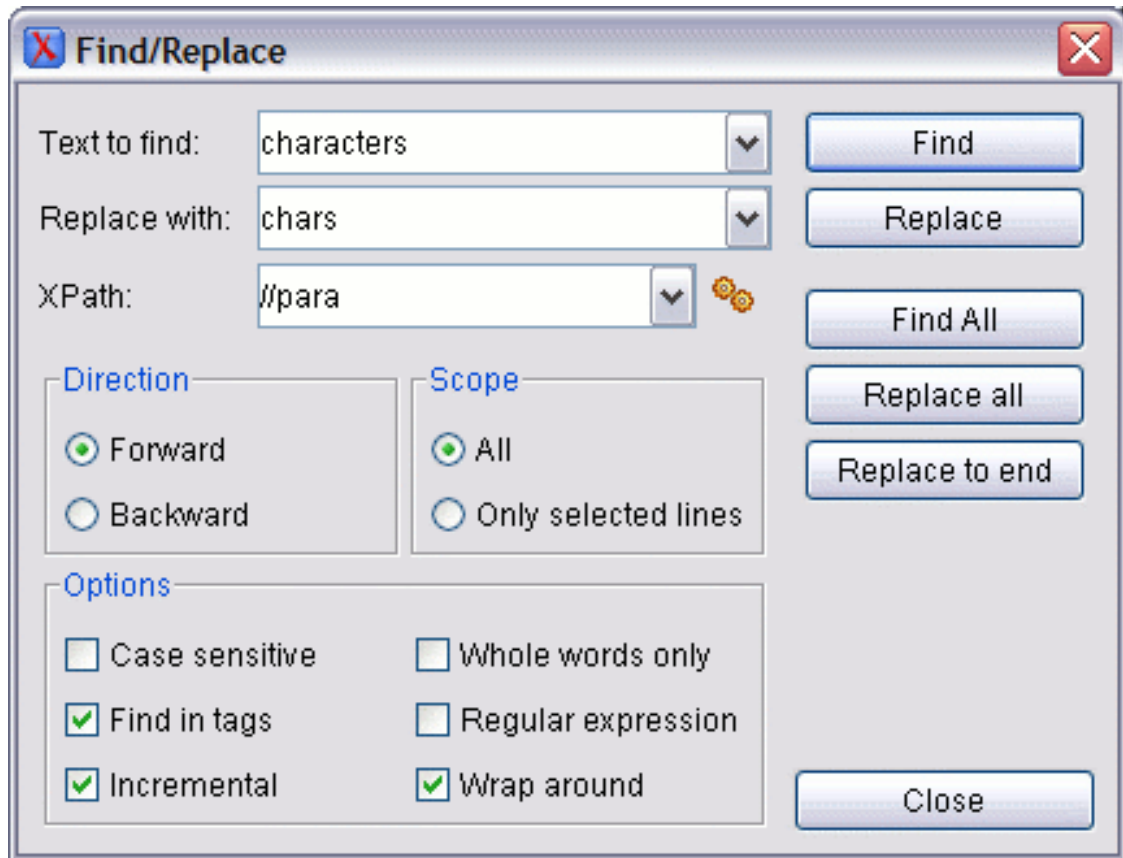 Find/Replace
Text to find: characters Find
Replace with: chars Replace
XPath: //para
Find All
Direction Scope
Replace all
Forward All
Replace to end
Backward Only selected lines
Options
Case sensitive Whole words only
Find in tags Regular expression
Incremental Wrap around
Close